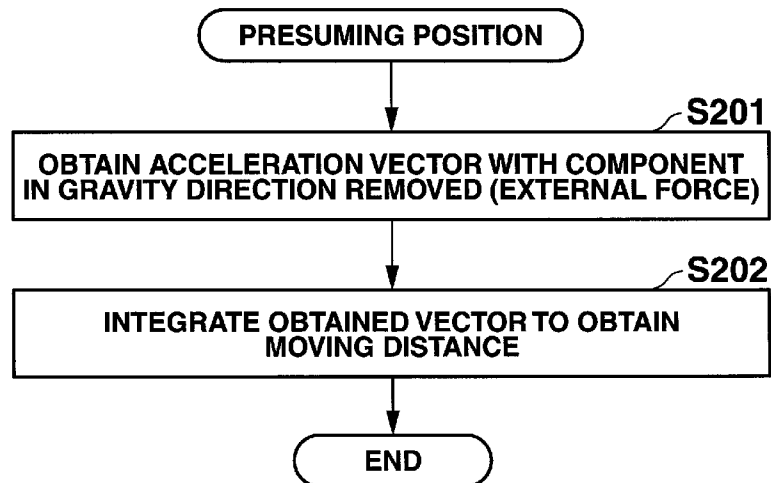 PRESUMING POSITION
S201
OBTAIN ACCELERATION VECTOR WITH COMPONENT
IN GRAVITY DIRECTION REMOVED (EXTERNAL FORCE)
S202
INTEGRATE OBTAINED VECTOR TO OBTAIN
MOVING DISTANCE
END